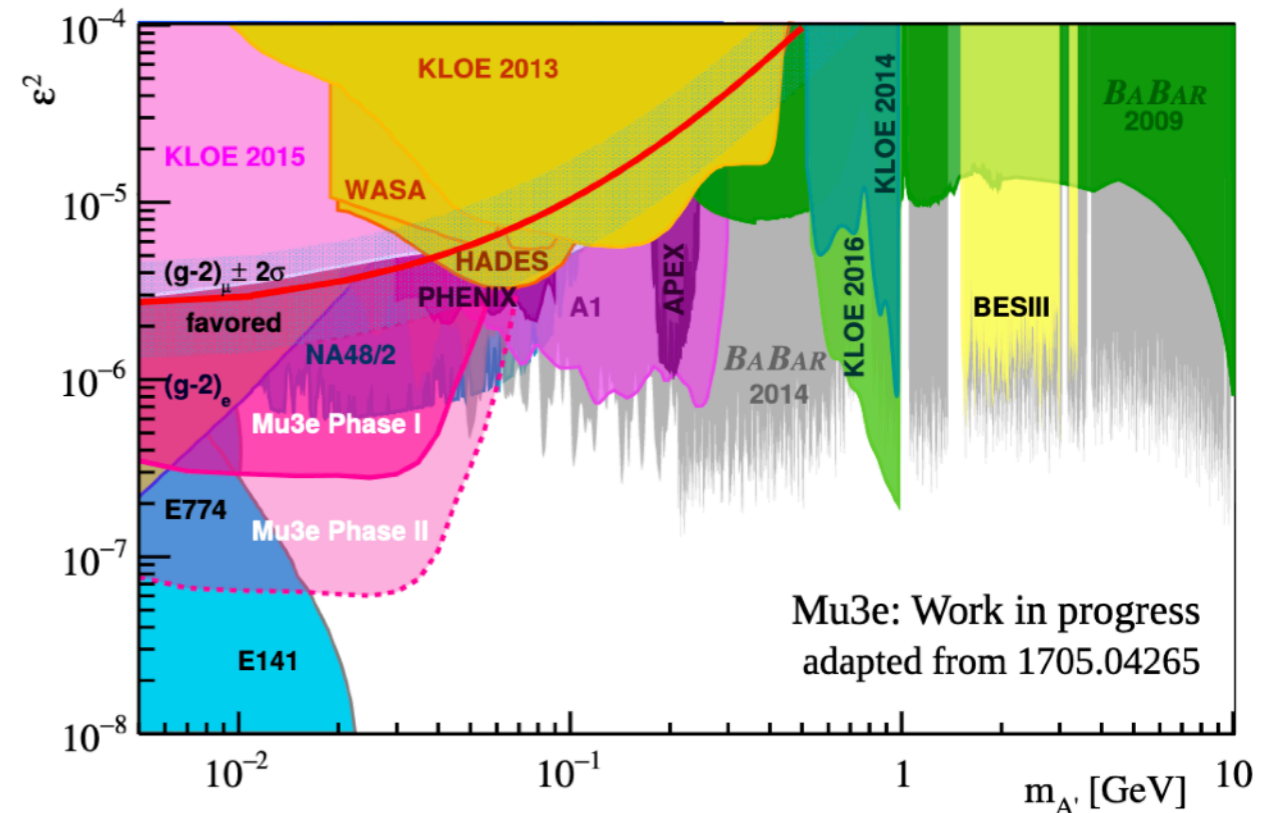 10⁻⁴
ε²
KLOE 2013
KLOE 2014
BABAR
2009
KLOE 2015
WASA
10⁻⁵
(g-2)μ ± 2σ
favored
HADES
PHENIX
A1
APEX
KLOE 2016
BESIII
NA48/2
BABAR
2014
10⁻⁶
(g-2)e
Mu3e Phase I
E774
Mu3e Phase II
10⁻⁷
Mu3e: Work in progress
adapted from 1705.04265
E141
10⁻⁸
10⁻² 10⁻¹ 1 10
mA' [GeV]